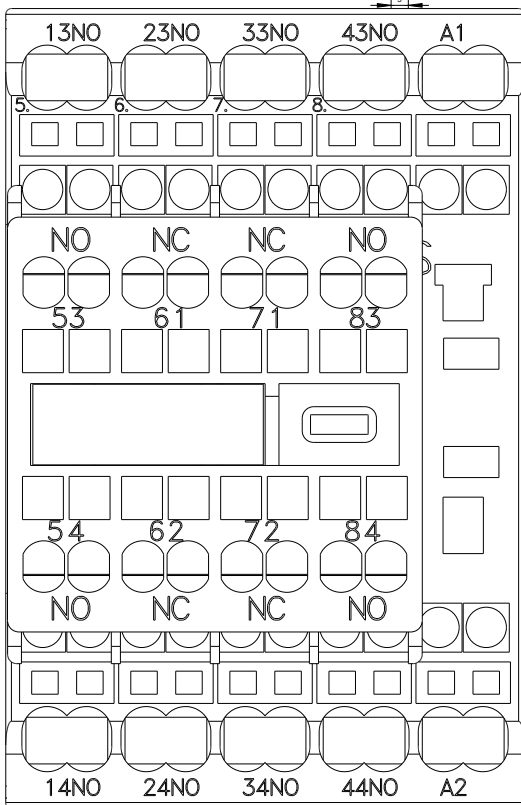 13NO 23NO 33NO 43NO A1
5. 6. 7. 8.
NO NC NC NO
53 61 71 83
54 62 72 84
NO NC NC NO
14NO 24NO 34NO 44NO A2